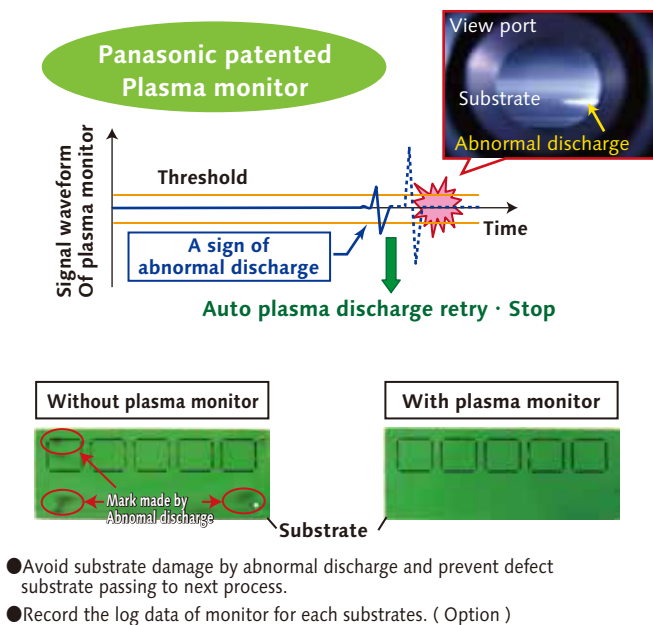 Panasonic patented
Plasma monitor
View port
Substrate
Abnormal discharge
Signal waveform
Of plasma monitor
Threshold
Time
A sign of
abnormal discharge
Auto plasma discharge retry · Stop
Without plasma monitor
With plasma monitor
Mark made by
Abnomal discharge
Substrate
●Avoid substrate damage by abnormal discharge and prevent defect
substrate passing to next process.
●Record the log data of monitor for each substrates. ( Option )